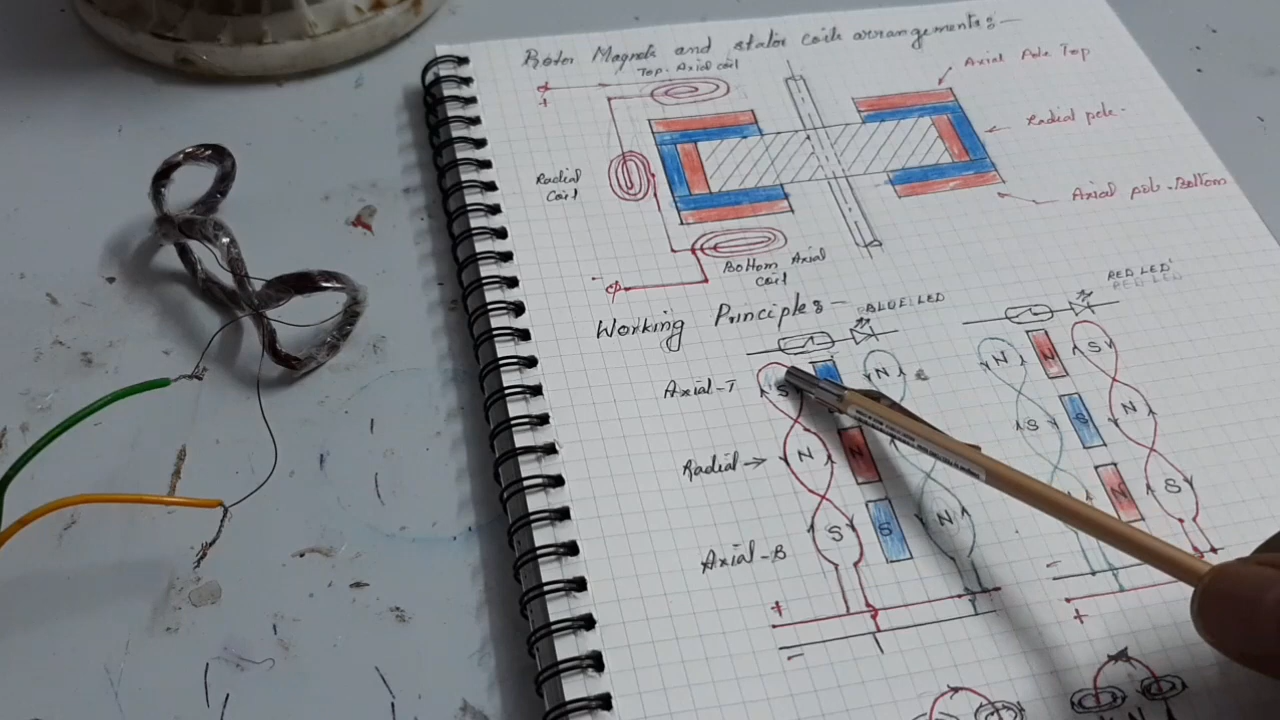 Rotor Magnets and stator coils arrangements:-
Top-Axial coil
Axial Pole Top
+
Radial pole-
Radial
Coil
Axial pole-Bottom
-
Bottom Axial
coil
Working Principles-
BLUE LED
RED LED
Axial-T
S
N
N
N
S
Radial →
N
N
S
S
N
Axial-B
S
S
N
N
S
+
-
-
+